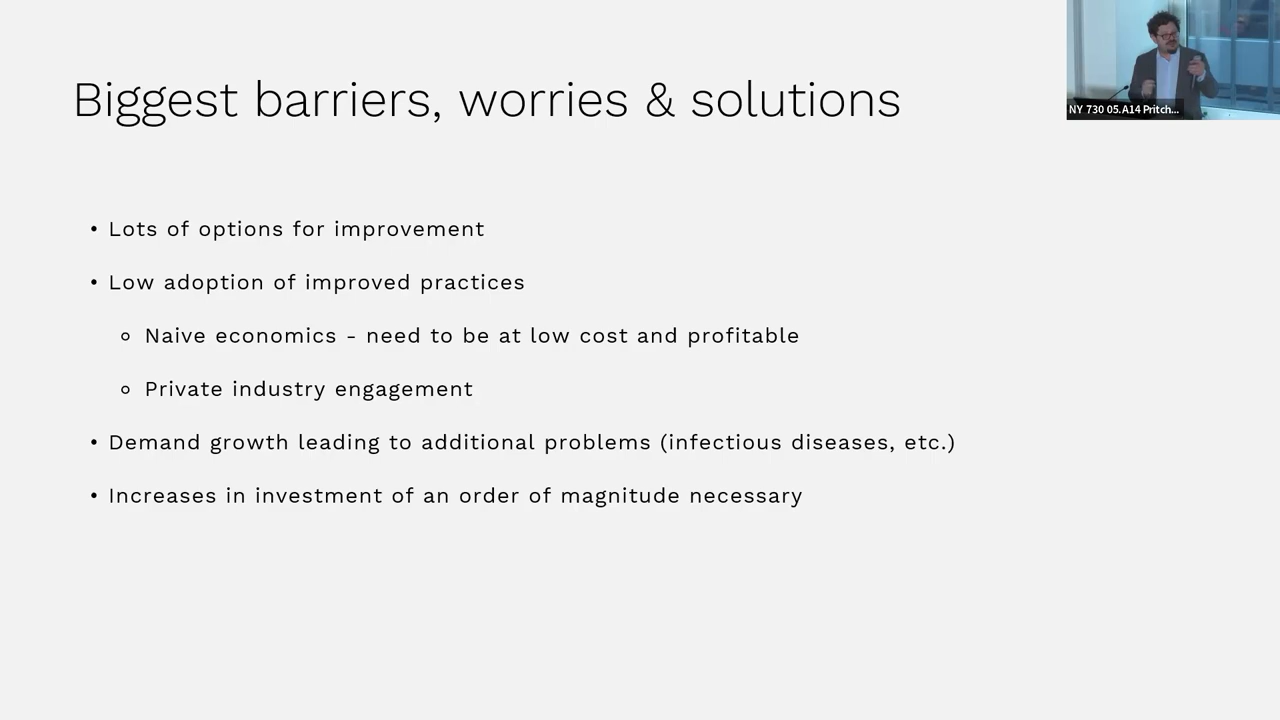 Biggest barriers, worries & solutions
NY 730 05.A14 Pritch...
• Lots of options for improvement
• Low adoption of improved practices
○ Naive economics - need to be at low cost and profitable
○ Private industry engagement
• Demand growth leading to additional problems (infectious diseases, etc.)
• Increases in investment of an order of magnitude necessary